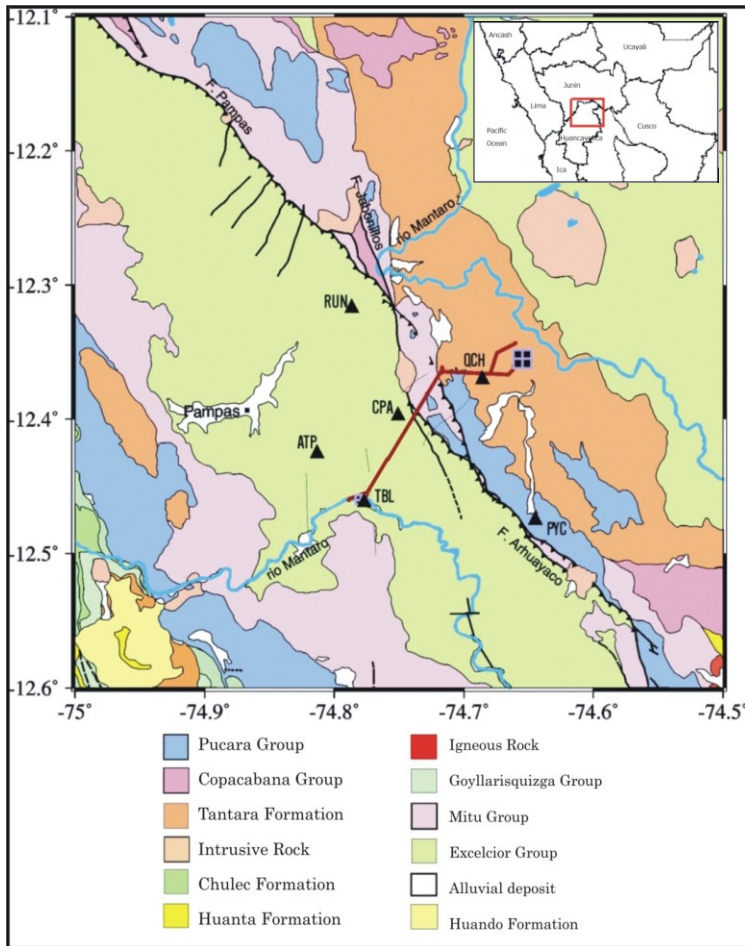 -12.1°
-12.2°
-12.3°
-12.4°
-12.5°
-12.6°
-75
-74.9
-74.8
-74.7
-74.6
-74.5
Ancash
Ucayali
Junin
Lima
Cusco
Pacific
Ocean
Huancavelica
Ica
F. Pampas
F. Jabonillos
rio Mantaro
RUN
QCH
CPA
Pampas
ATP
TBL
PYC
rio Mantaro
F. Arhuayaco
Pucara Group
Copacabana Group
Tantara Formation
Intrusive Rock
Chulec Formation
Huanta Formation
Igneous Rock
Goyllarisquizga Group
Mitu Group
Excelcior Group
Alluvial deposit
Huando Formation